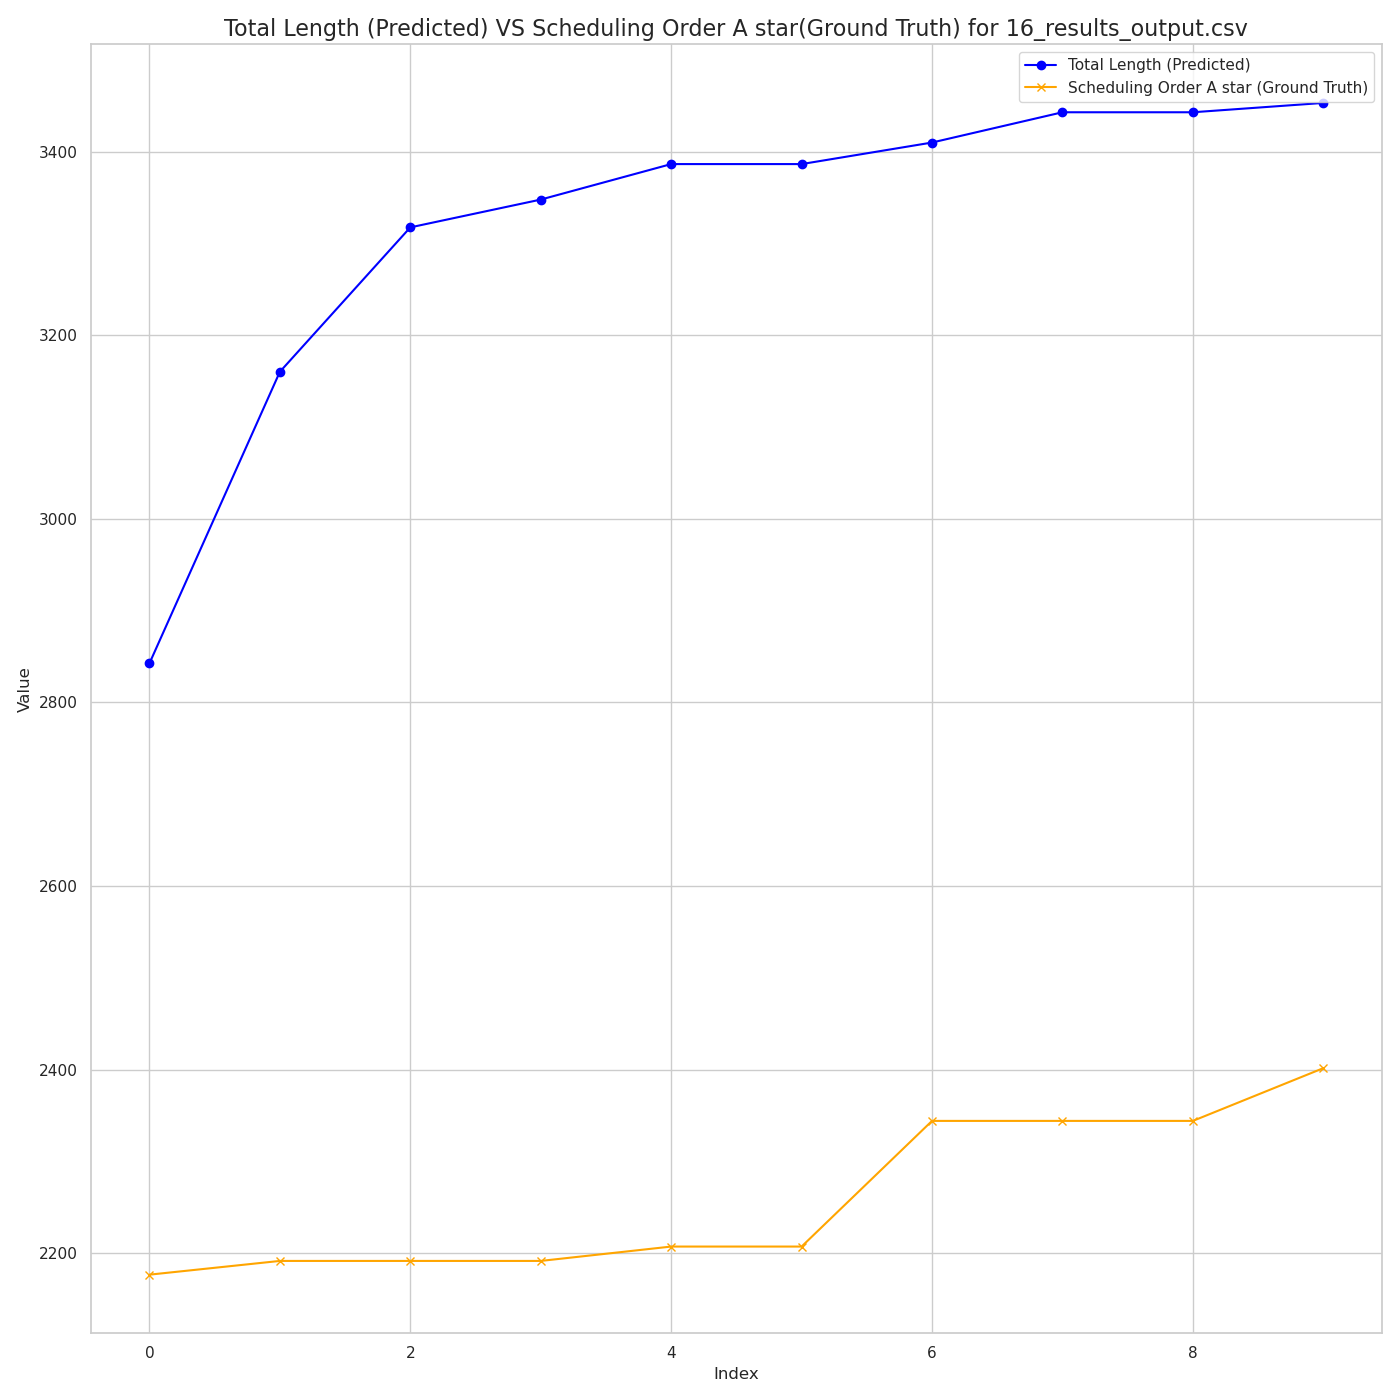 Total Length (Predicted) VS Scheduling Order A star(Ground Truth) for 16_results_output.csv
Total Length (Predicted)
Scheduling Order A star (Ground Truth)
3400
3200
3000
2800
2600
2400
2200
Value
0 2 4 6 8
Index